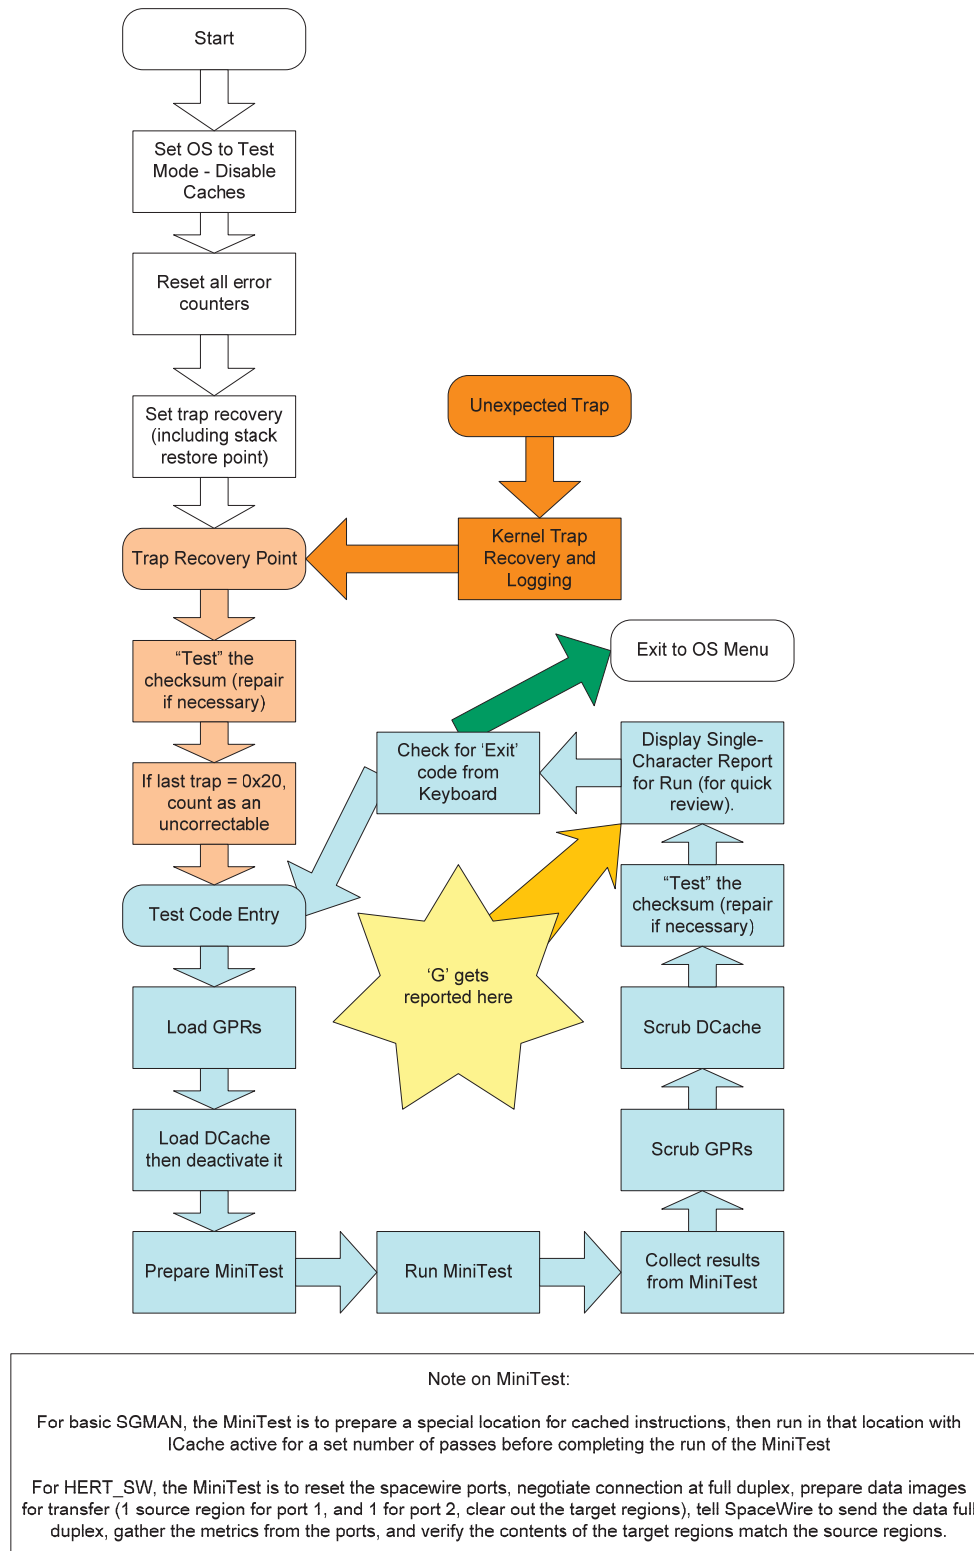 Start
Set OS to Test
Mode - Disable
Caches
Reset all error
counters
Set trap recovery
(including stack
restore point)
Unexpected Trap
Trap Recovery Point
Kernel Trap
Recovery and
Logging
“Test” the
checksum (repair
if necessary)
Exit to OS Menu
If last trap = 0x20,
count as an
uncorrectable
Check for ‘Exit’
code from
Keyboard
Display Single-
Character Report
for Run (for quick
review).
Test Code Entry
“Test” the
checksum (repair
if necessary)
‘G’ gets
reported here
Load GPRs
Scrub DCache
Load DCache
then deactivate it
Scrub GPRs
Prepare MiniTest
Run MiniTest
Collect results
from MiniTest
Note on MiniTest:
For basic SGMAN, the MiniTest is to prepare a special location for cached instructions, then run in that location with
ICache active for a set number of passes before completing the run of the MiniTest
For HERT_SW, the MiniTest is to reset the spacewire ports, negotiate connection at full duplex, prepare data images
for transfer (1 source region for port 1, and 1 for port 2, clear out the target regions), tell SpaceWire to send the data full
duplex, gather the metrics from the ports, and verify the contents of the target regions match the source regions.